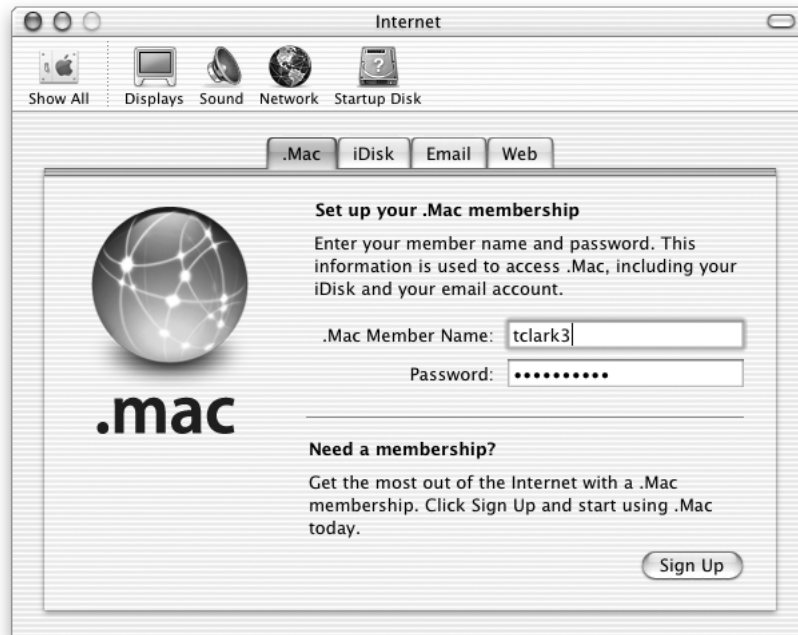 Internet
Show All Displays Sound Network Startup Disk
.Mac iDisk Email Web
Set up your .Mac membership
Enter your member name and password. This
information is used to access .Mac, including your
iDisk and your email account.
.Mac Member Name: tclark3
Password: ••••••••••
.mac
Need a membership?
Get the most out of the Internet with a .Mac
membership. Click Sign Up and start using .Mac
today.
Sign Up